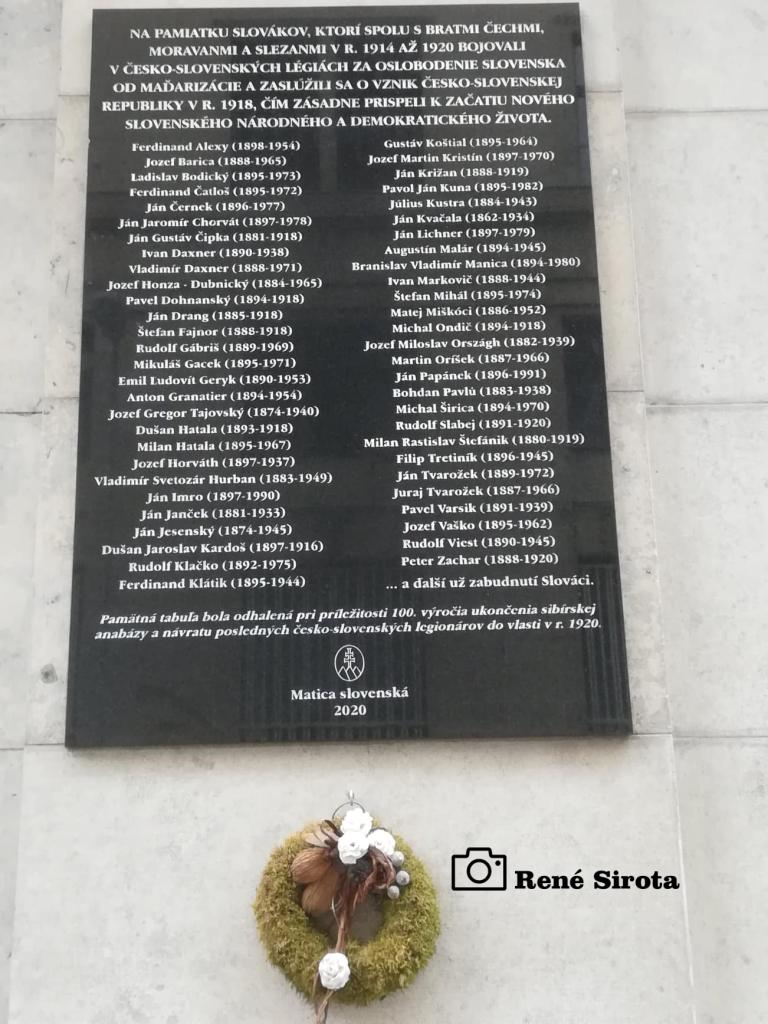 NA PAMIATKU SLOVÁKOV, KTORÍ SPOLU S BRATMI ČECHMI,
MORAVANMI A SLEZANMI V R. 1914 AŽ 1920 BOJOVALI
V ČESKO-SLOVENSKÝCH LÉGIÁCH ZA OSLOBODENIE SLOVENSKA
OD MAĎARIZÁCIE A ZASLÚŽILI SA O VZNIK ČESKO-SLOVENSKEJ
REPUBLIKY V R. 1918, ČÍM ZÁSADNE PRISPELI K ZAČATIU NOVÉHO
SLOVENSKÉHO NÁRODNÉHO A DEMOKRATICKÉHO ŽIVOTA.
Ferdinand Alexy (1898-1954)
Jozef Barica (1888-1965)
Ladislav Bodický (1895-1973)
Ferdinand Čatloš (1895-1972)
Ján Černek (1896-1977)
Ján Jaromír Chorvát (1897-1978)
Ján Gustáv Čipka (1881-1918)
Ivan Daxner (1890-1938)
Vladimír Daxner (1888-1971)
Jozef Honza - Dubnický (1884-1965)
Pavel Dohnanský (1894-1918)
Ján Drang (1885-1918)
Štefan Fajnor (1888-1918)
Rudolf Gábriš (1889-1969)
Mikuláš Gacek (1895-1971)
Emil Ľudovít Geryk (1890-1953)
Anton Granatier (1894-1954)
Jozef Gregor Tajovský (1874-1940)
Dušan Hatala (1893-1918)
Milan Hatala (1895-1967)
Jozef Horváth (1897-1937)
Vladimír Svetozár Hurban (1883-1949)
Ján Imro (1897-1990)
Ján Janček (1881-1933)
Ján Jesenský (1874-1945)
Dušan Jaroslav Kardoš (1897-1916)
Rudolf Klačko (1892-1975)
Ferdinand Klátik (1895-1944)
Gustáv Koštial (1895-1964)
Jozef Martin Kristín (1897-1970)
Ján Križan (1888-1919)
Pavol Ján Kuna (1895-1982)
Július Kustra (1884-1943)
Ján Kvačala (1862-1934)
Ján Lichner (1897-1979)
Augustín Malár (1894-1945)
Branislav Vladimír Manica (1894-1980)
Ivan Markovič (1888-1944)
Štefan Mihál (1895-1974)
Matej Miškóci (1886-1952)
Michal Ondič (1894-1918)
Jozef Miloslav Országh (1882-1939)
Martin Oríšek (1887-1966)
Ján Papánek (1896-1991)
Bohdan Pavlů (1883-1938)
Michal Širica (1894-1970)
Rudolf Slabej (1891-1920)
Milan Rastislav Štefánik (1880-1919)
Filip Tretiník (1896-1945)
Ján Tvarožek (1889-1972)
Juraj Tvarožek (1887-1966)
Pavel Varsik (1891-1939)
Jozef Vaško (1895-1962)
Rudolf Viest (1890-1945)
Peter Zachar (1888-1920)
... a ďalší už zabudnutí Slováci.
Pamätná tabuľa bola odhalená pri príležitosti 100. výročia ukončenia sibírskej
anabázy a návratu posledných česko-slovenských legionárov do vlasti v r. 1920.
Matica slovenská
2020
René Sirota